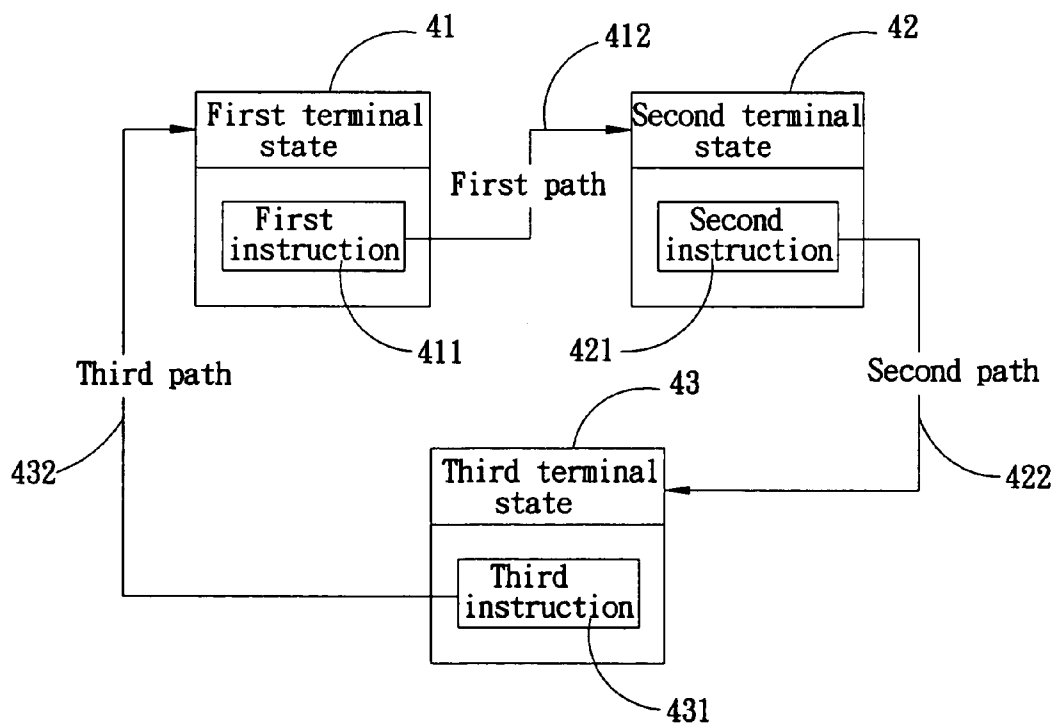 41
412
42
First terminal
state
Second terminal
state
First path
First
instruction
Second
instruction
411
421
Third path
Second path
43
432
422
Third terminal
state
Third
instruction
431